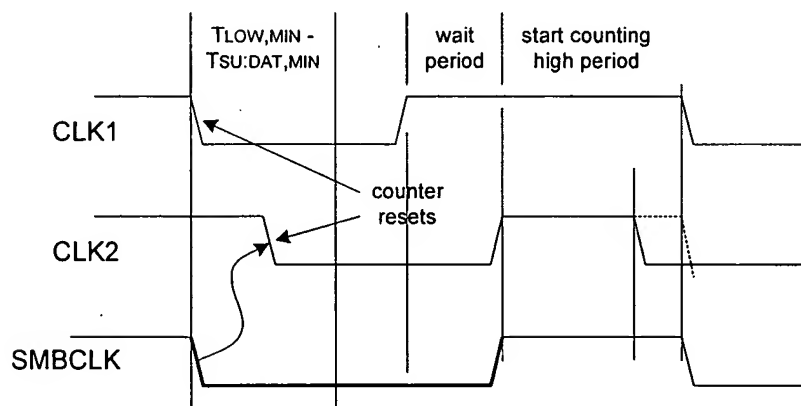 TLOW,MIN -
TSU:DAT,MIN
wait
period
start counting
high period
CLK1
counter
resets
CLK2
SMBCLK